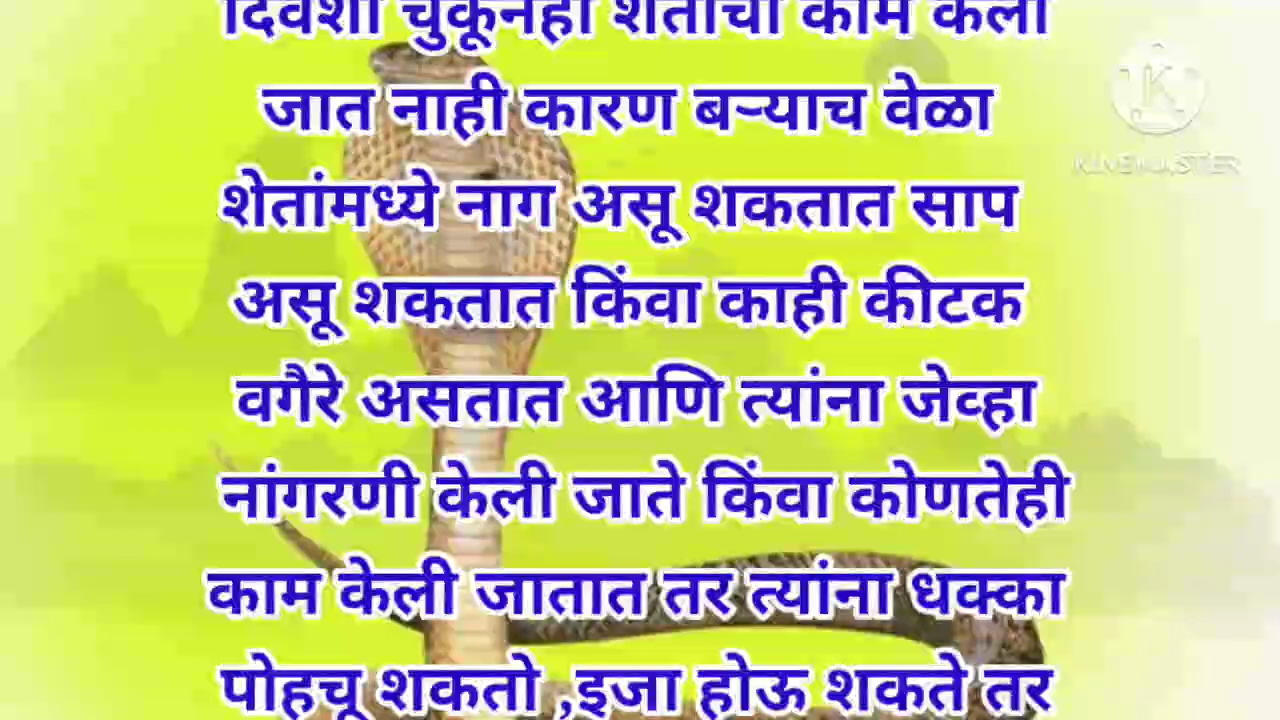 दिवशी चुकूनही शेतीची कामे केली
जात नाही कारण बऱ्याच वेळा
शेतांमध्ये नाग असू शकतात साप
असू शकतात किंवा काही कीटक
वगैरे असतात आणि त्यांना जेव्हा
नांगरणी केली जाते किंवा कोणतेही
काम केली जातात तर त्यांना धक्का
पोहचू शकतो ,इजा होऊ शकते तर
KINEMASTER